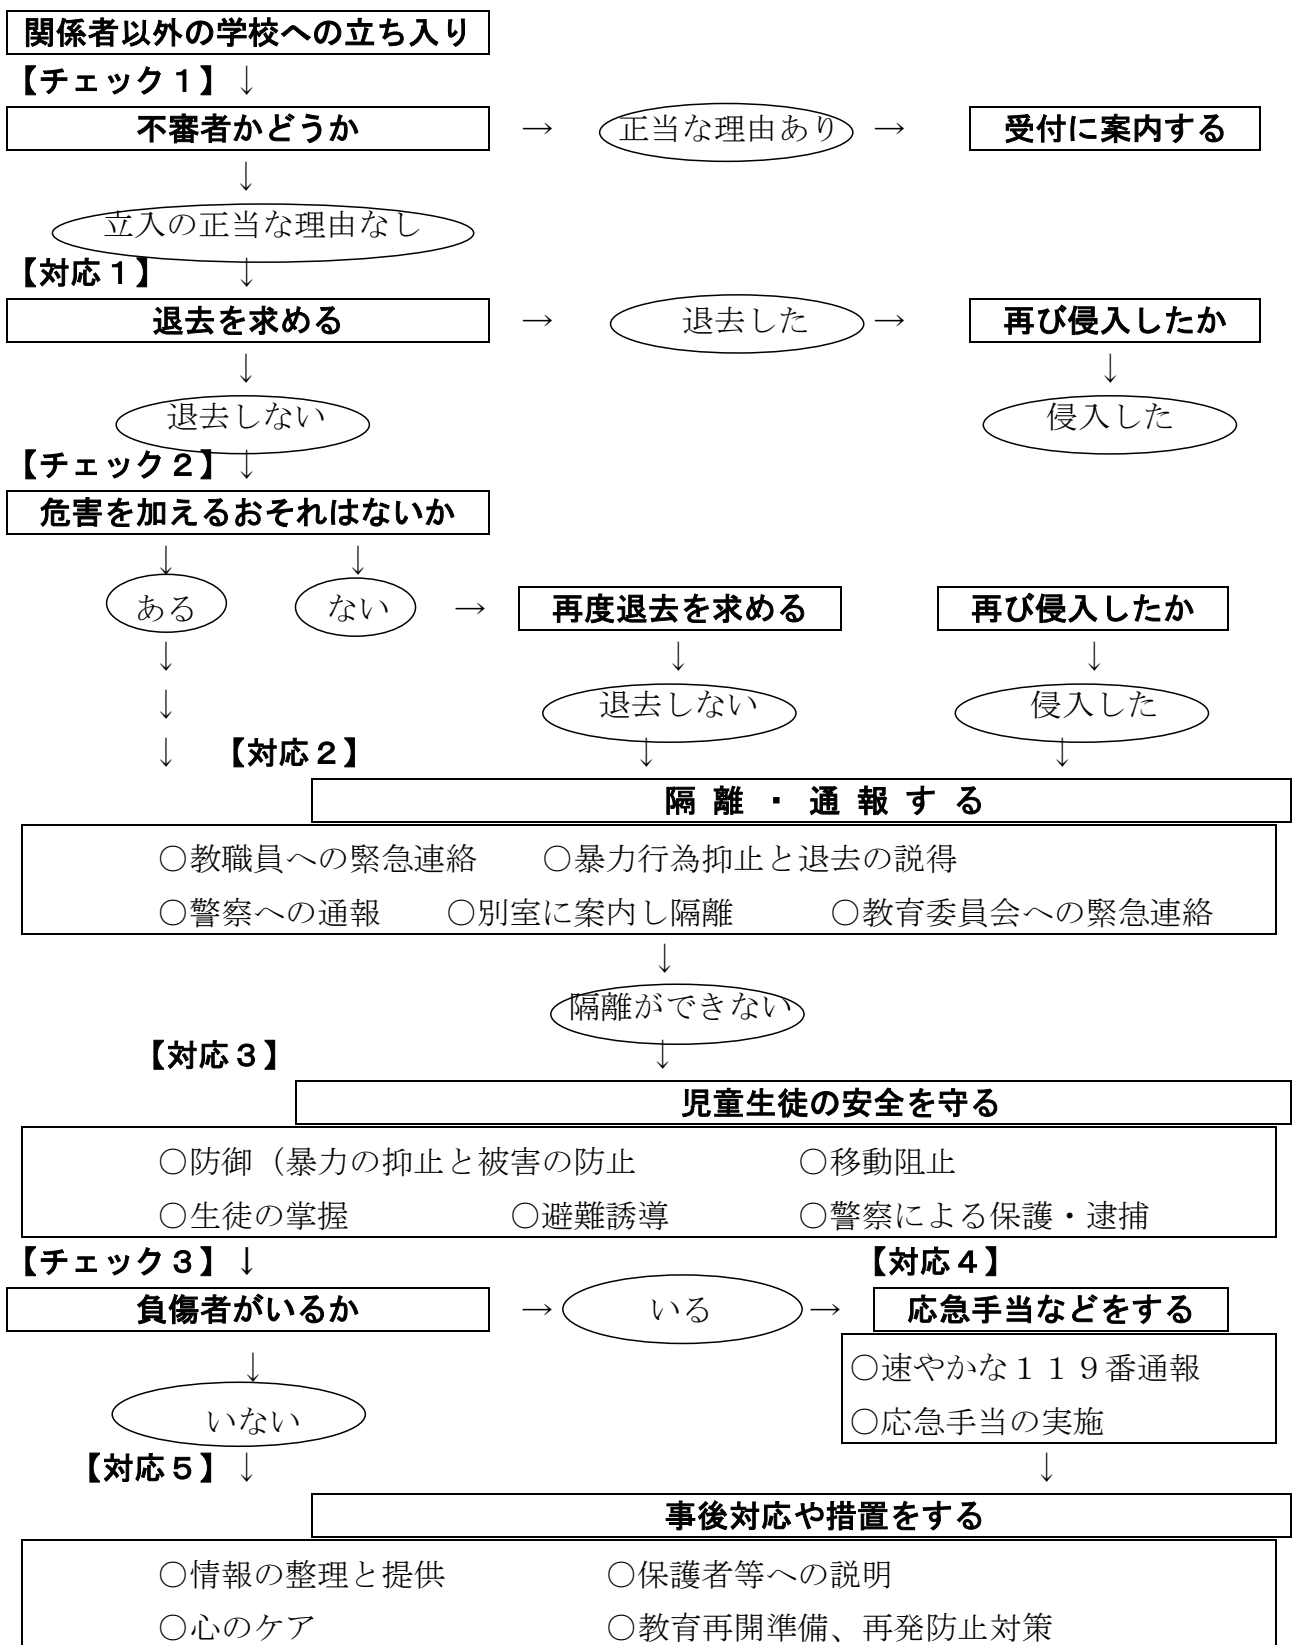 関係者以外の学校への立ち入り
【チェック１】↓
不審者かどうか → 正当な理由あり → 受付に案内する
↓
立入の正当な理由なし
【対応１】 ↓
退去を求める → 退去した → 再び侵入したか
↓ ↓
退去しない 侵入した
【チェック２】↓
危害を加えるおそれはないか
↓ ↓
ある ない → 再度退去を求める 再び侵入したか
↓ ↓ ↓
↓ 退去しない 侵入した
↓ 【対応２】 ↓ ↓
隔離・通報する
○教職員への緊急連絡 ○暴力行為抑止と退去の説得
○警察への通報 ○別室に案内し隔離 ○教育委員会への緊急連絡
↓
隔離ができない
【対応３】 ↓
児童生徒の安全を守る
○防御（暴力の抑止と被害の防止 ○移動阻止
○生徒の掌握 ○避難誘導 ○警察による保護・逮捕
【チェック３】↓ 【対応４】
負傷者がいるか → いる → 応急手当などをする
↓ ○速やかな１１９番通報
いない ○応急手当の実施
【対応５】↓ ↓
事後対応や措置をする
○情報の整理と提供 ○保護者等への説明
○心のケア ○教育再開準備、再発防止対策